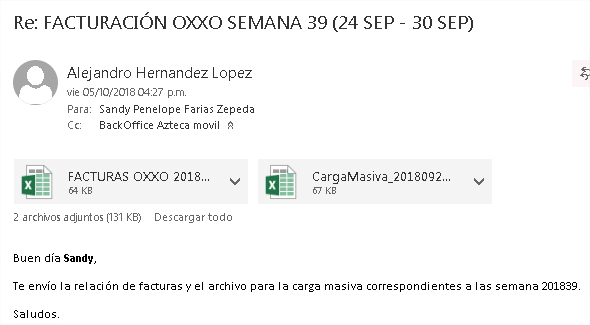 Re: FACTURACIÓN OXXO SEMANA 39 (24 SEP - 30 SEP)
Alejandro Hernandez Lopez
vie 05/10/2018 04:27 p.m.
Para: Sandy Penelope Farias Zepeda
Cc: BackOffice Azteca movil
FACTURAS OXXO 2018...
64 KB
CargaMasiva_2018092...
67 KB
2 archivos adjuntos (131 KB) Descargar todo
Buen día Sandy,
Te envío la relación de facturas y el archivo para la carga masiva correspondientes a las semana 201839.
Saludos.